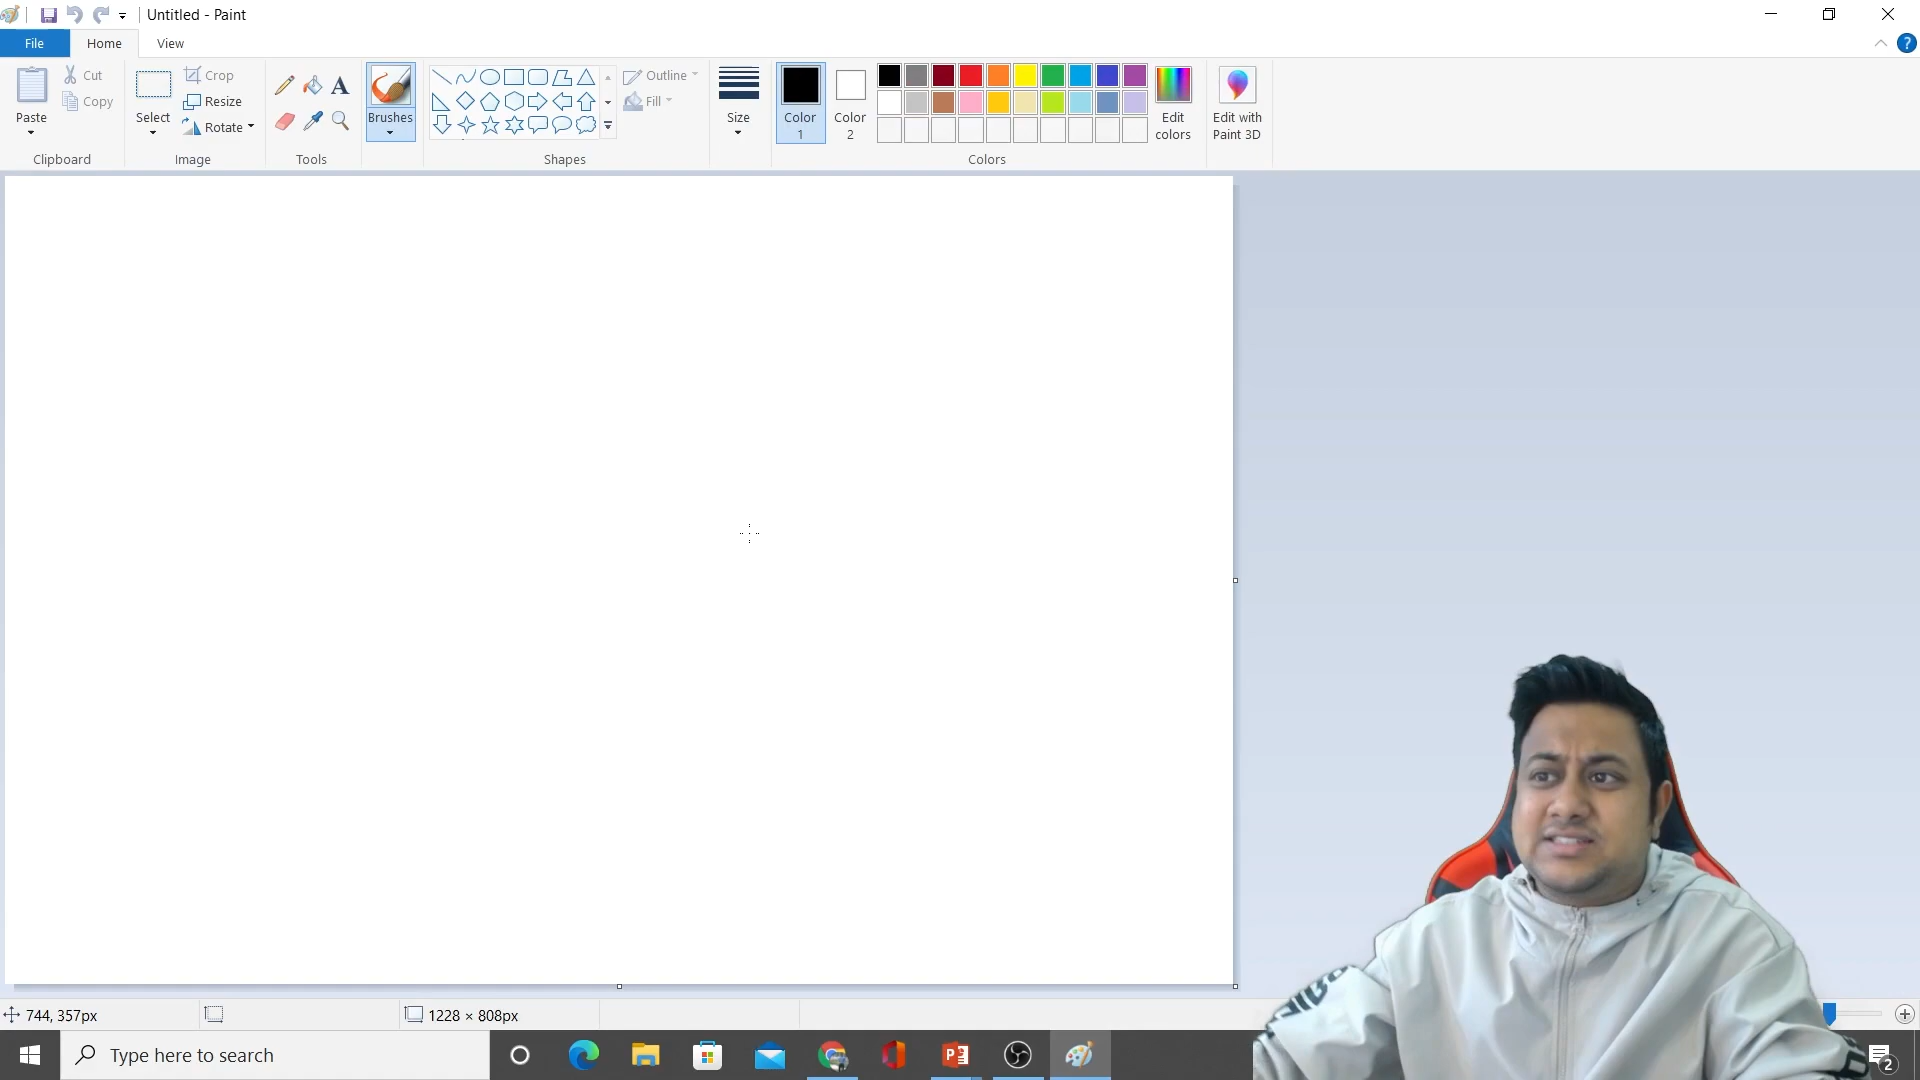 Untitled - Paint
File
Home
View
Paste
Cut
Copy
Clipboard
Select
Crop
Resize
Rotate
Image
A
Tools
Brushes
Outline
Fill
Shapes
Size
Color
1
Color
2
Edit
colors
Colors
Edit with
Paint 3D
?
744, 357px
1228 × 808px
Type here to search
P
2